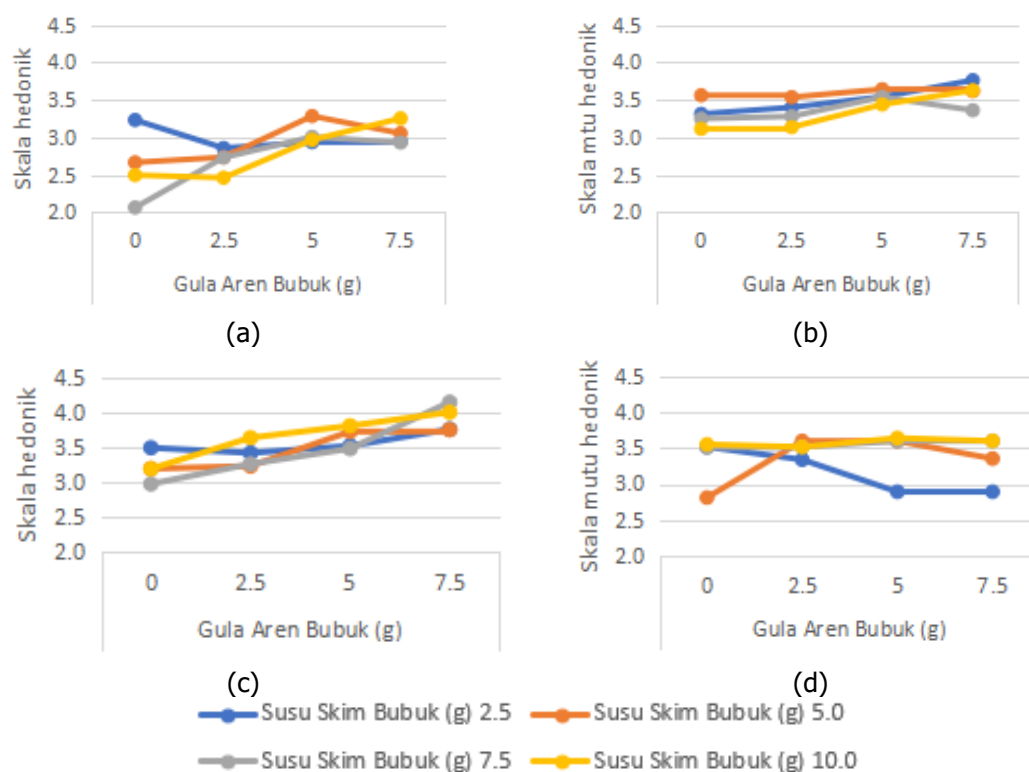 Skala hedonik
4.5
4.0
3.5
3.0
2.5
2.0
0 2.5 5 7.5
Gula Aren Bubuk (g)
(a)
Skala mtu hedonik
4.5
4.0
3.5
3.0
2.5
2.0
0 2.5 5 7.5
Gula Aren Bubuk (g)
(b)
Skala hedonik
4.5
4.0
3.5
3.0
2.5
2.0
0 2.5 5 7.5
Gula Aren Bubuk (g)
(c)
Skala mutu hedonik
4.5
4.0
3.5
3.0
2.5
2.0
0 2.5 5 7.5
Gula Aren Bubuk (g)
(d)
Susu Skim Bubuk (g) 2.5 Susu Skim Bubuk (g) 5.0
Susu Skim Bubuk (g) 7.5 Susu Skim Bubuk (g) 10.0